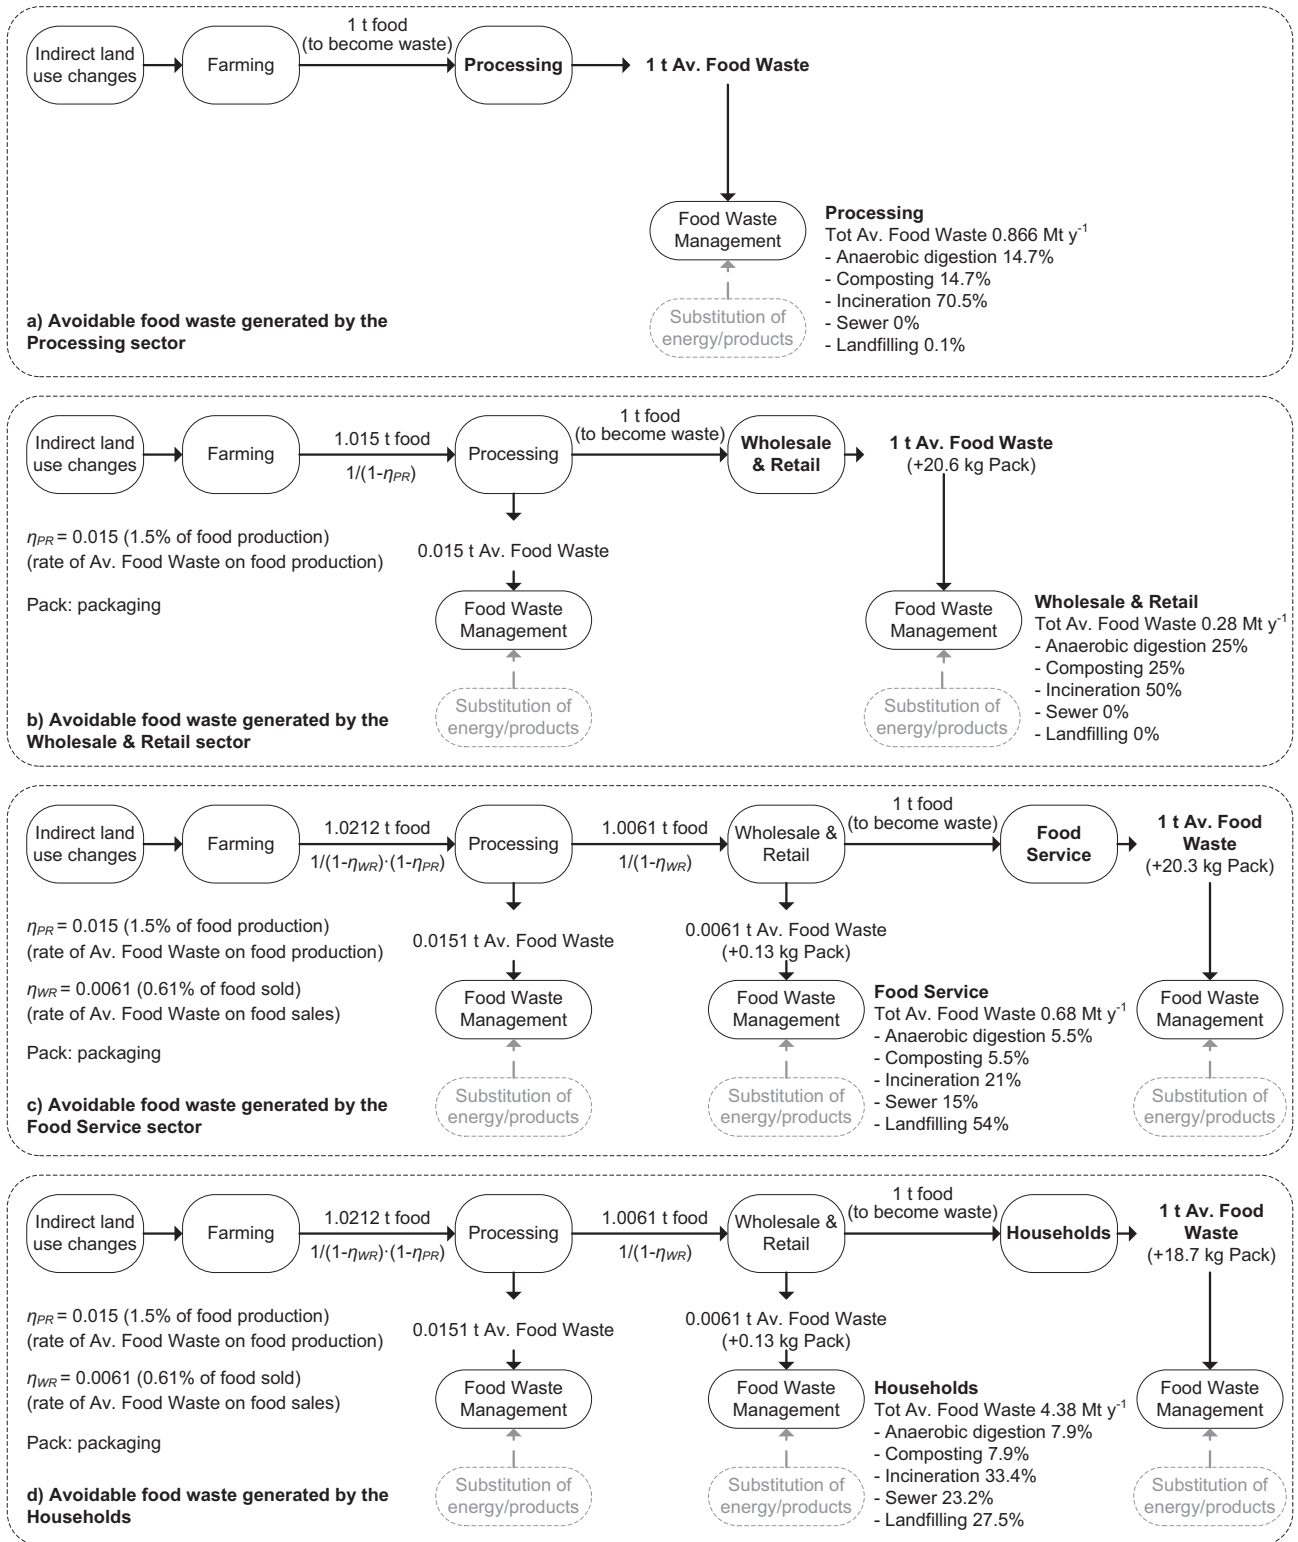 1 t food
(to become waste)
Indirect land
use changes
Farming
Processing
1 t Av. Food Waste
Food Waste
Management
Substitution of
energy/products
Processing
Tot Av. Food Waste 0.866 Mt y⁻¹
- Anaerobic digestion 14.7%
- Composting 14.7%
- Incineration 70.5%
- Sewer 0%
- Landfilling 0.1%
a) Avoidable food waste generated by the
Processing sector
Indirect land
use changes
Farming
1.015 t food
1/(1-ηPR)
Processing
1 t food
(to become waste)
Wholesale
& Retail
1 t Av. Food Waste
(+20.6 kg Pack)
ηPR = 0.015 (1.5% of food production)
(rate of Av. Food Waste on food production)
Pack: packaging
0.015 t Av. Food Waste
Food Waste
Management
Substitution of
energy/products
Food Waste
Management
Substitution of
energy/products
Wholesale & Retail
Tot Av. Food Waste 0.28 Mt y⁻¹
- Anaerobic digestion 25%
- Composting 25%
- Incineration 50%
- Sewer 0%
- Landfilling 0%
b) Avoidable food waste generated by the
Wholesale & Retail sector
Indirect land
use changes
Farming
1.0212 t food
1/(1-ηWR)·(1-ηPR)
Processing
1.0061 t food
1/(1-ηWR)
Wholesale &
Retail
1 t food
(to become waste)
Food
Service
1 t Av. Food
Waste
(+20.3 kg Pack)
ηPR = 0.015 (1.5% of food production)
(rate of Av. Food Waste on food production)
ηWR = 0.0061 (0.61% of food sold)
(rate of Av. Food Waste on food sales)
Pack: packaging
0.0151 t Av. Food Waste
Food Waste
Management
Substitution of
energy/products
0.0061 t Av. Food Waste
(+0.13 kg Pack)
Food Waste
Management
Substitution of
energy/products
Food Service
Tot Av. Food Waste 0.68 Mt y⁻¹
- Anaerobic digestion 5.5%
- Composting 5.5%
- Incineration 21%
- Sewer 15%
- Landfilling 54%
Food Waste
Management
Substitution of
energy/products
c) Avoidable food waste generated by the
Food Service sector
Indirect land
use changes
Farming
1.0212 t food
1/(1-ηWR)·(1-ηPR)
Processing
1.0061 t food
1/(1-ηWR)
Wholesale &
Retail
1 t food
(to become waste)
Households
1 t Av. Food
Waste
(+18.7 kg Pack)
ηPR = 0.015 (1.5% of food production)
(rate of Av. Food Waste on food production)
ηWR = 0.0061 (0.61% of food sold)
(rate of Av. Food Waste on food sales)
Pack: packaging
0.0151 t Av. Food Waste
Food Waste
Management
Substitution of
energy/products
0.0061 t Av. Food Waste
(+0.13 kg Pack)
Food Waste
Management
Substitution of
energy/products
Households
Tot Av. Food Waste 4.38 Mt y⁻¹
- Anaerobic digestion 7.9%
- Composting 7.9%
- Incineration 33.4%
- Sewer 23.2%
- Landfilling 27.5%
Food Waste
Management
Substitution of
energy/products
d) Avoidable food waste generated by the
Households